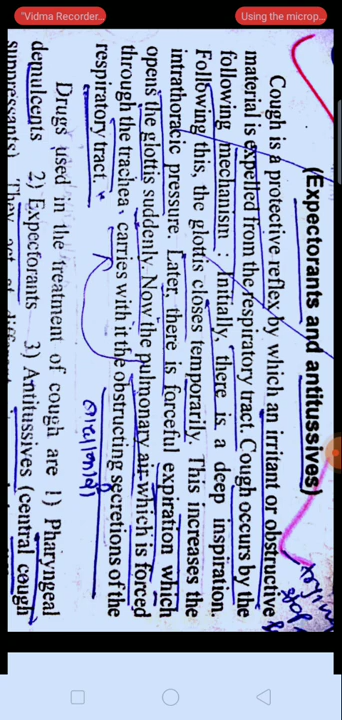 "Vidma Recorder...
Using the microp...
(Expectorants and antitussives)
Cough is a protective reflex by which an irritant or obstructive
material is expelled from the respiratory tract. Cough occurs by the
following mechanism : Initially, there is a deep inspiration.
Following this, the glottis closes temporarily. This increases the
intrathoracic pressure. Later, there is forceful expiration which
opens the glottis suddenly. Now the pulmonary air which is forced
through the trachea, carries with it the obstructing secretions of the
respiratory tract.
Drugs used in the treatment of cough are 1) Pharyngeal
demulcents 2) Expectorants 3) Antitussives (central cough
suppressants)
stop